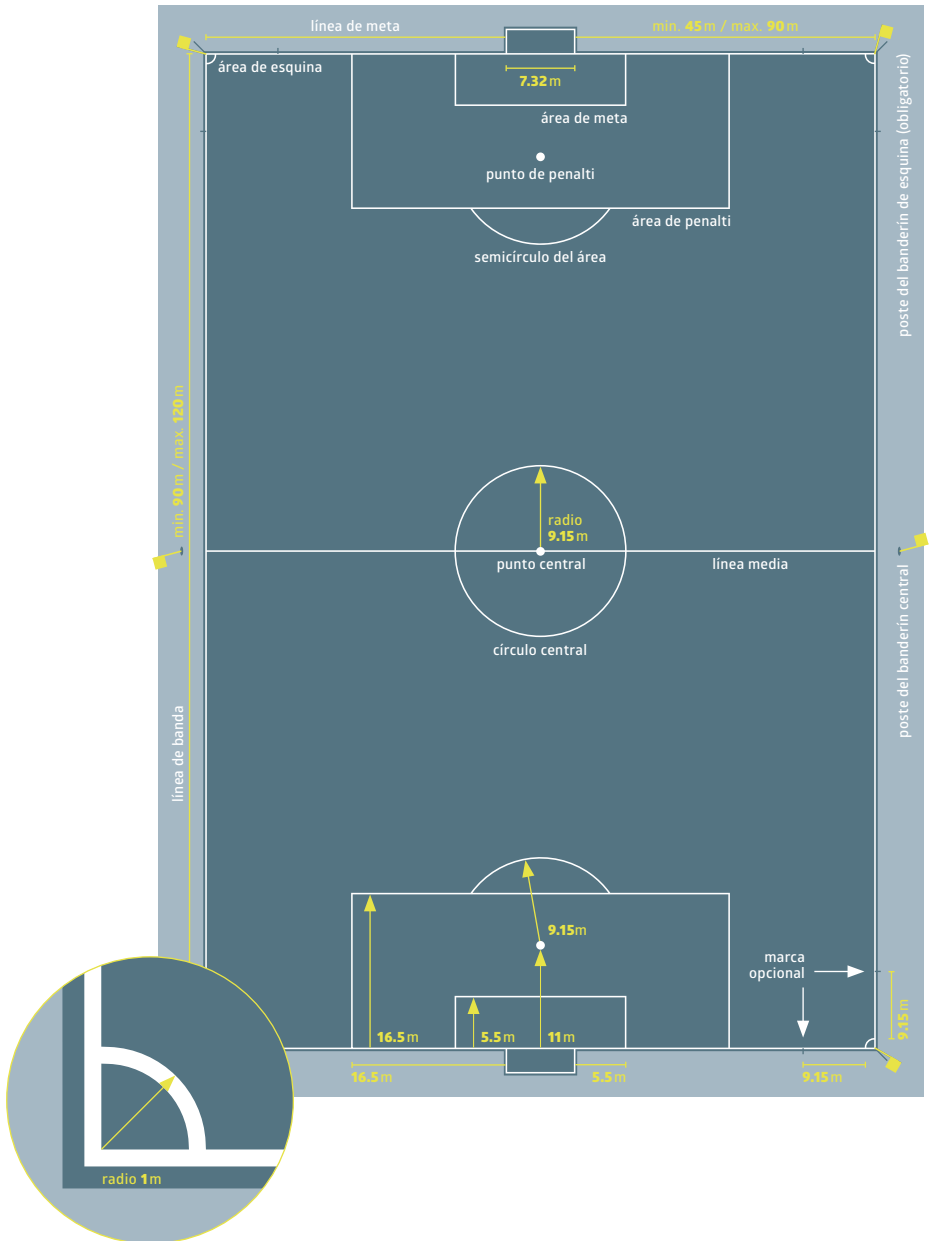 línea de meta
min. 45 m / max. 90 m
área de esquina
7.32 m
área de meta
punto de penalti
área de penalti
semicírculo del área
poste del banderín de esquina (obligatorio)
min. 90 m / max. 120 m
radio
9.15 m
punto central
línea media
círculo central
poste del banderín central
línea de banda
9.15 m
marca
opcional
9.15 m
16.5 m
5.5 m
11 m
16.5 m
5.5 m
9.15 m
radio 1 m